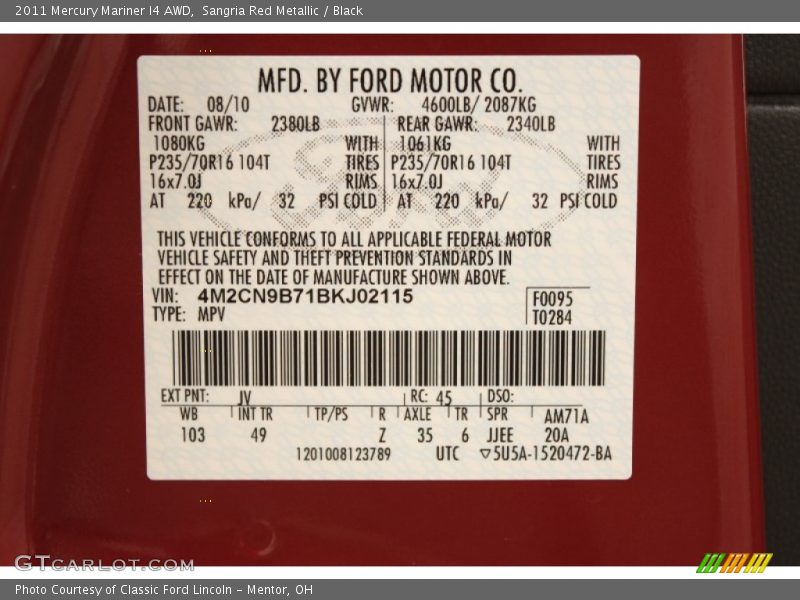 2011 Mercury Mariner I4 AWD, Sangria Red Metallic / Black
MFD. BY FORD MOTOR CO.
DATE: 08/10 GVWR: 4600LB/ 2087KG
FRONT GAWR: 2380LB REAR GAWR: 2340LB
1080KG WITH 1061KG WITH
P235/70R16 104T TIRES P235/70R16 104T TIRES
16x7.0J RIMS 16x7.0J RIMS
AT 220 kPa/ 32 PSI COLD AT 220 kPa/ 32 PSI COLD
THIS VEHICLE CONFORMS TO ALL APPLICABLE FEDERAL MOTOR
VEHICLE SAFETY AND THEFT PREVENTION STANDARDS IN
EFFECT ON THE DATE OF MANUFACTURE SHOWN ABOVE.
VIN: 4M2CN9B71BKJ02115 F0095
TYPE: MPV T0284
EXT PNT: JV RC: 45 DSO:
WB INT TR TP/PS R AXLE TR SPR AM71A
103 49 Z 35 6 JJEE 20A
1201008123789 UTC ▽5U5A-1520472-BA
GTCARLOT.COM
Photo Courtesy of Classic Ford Lincoln - Mentor, OH